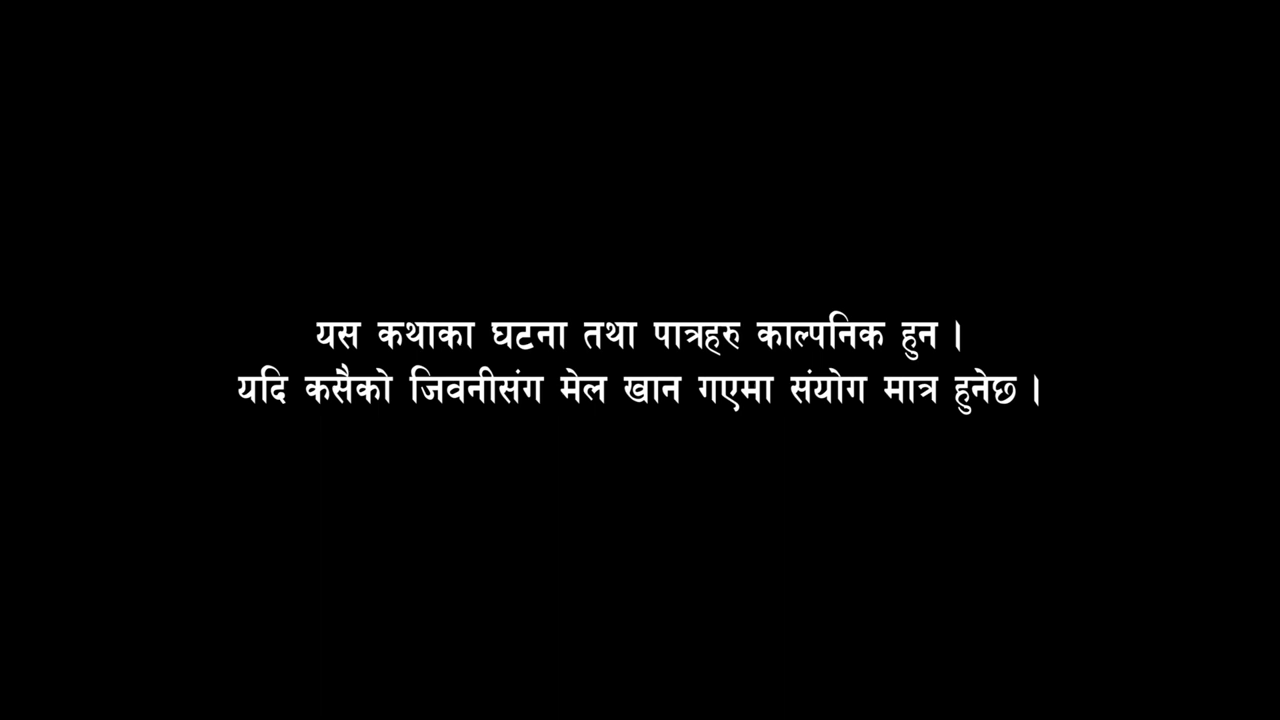 यस कथाका घटना तथा पात्रहरु काल्पनिक हुन ।
यदि कसैको जिवनीसंग मेल खान गएमा संयोग मात्र हुनेछ ।